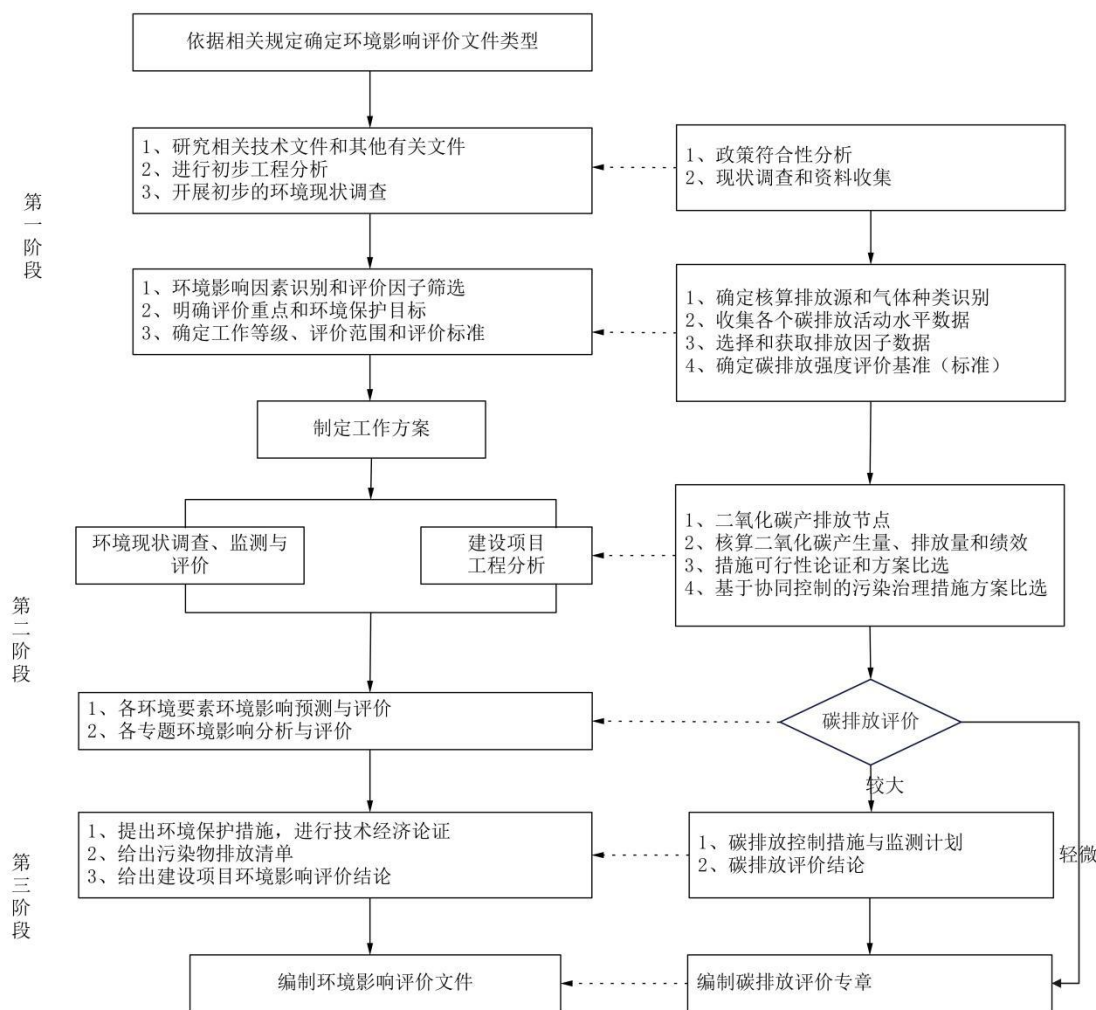 依据相关规定确定环境影响评价文件类型
第一阶段
1、研究相关技术文件和其他有关文件
2、进行初步工程分析
3、开展初步的环境现状调查
1、政策符合性分析
2、现状调查和资料收集
1、环境影响因素识别和评价因子筛选
2、明确评价重点和环境保护目标
3、确定工作等级、评价范围和评价标准
1、确定核算排放源和气体种类识别
2、收集各个碳排放活动水平数据
3、选择和获取排放因子数据
4、确定碳排放强度评价基准（标准）
制定工作方案
第二阶段
环境现状调查、监测与
评价
建设项目
工程分析
1、二氧化碳产排放节点
2、核算二氧化碳产生量、排放量和绩效
3、措施可行性论证和方案比选
4、基于协同控制的污染治理措施方案比选
1、各环境要素环境影响预测与评价
2、各专题环境影响分析与评价
碳排放评价
较大
轻微
第三阶段
1、提出环境保护措施，进行技术经济论证
2、给出污染物排放清单
3、给出建设项目环境影响评价结论
1、碳排放控制措施与监测计划
2、碳排放评价结论
编制环境影响评价文件
编制碳排放评价专章